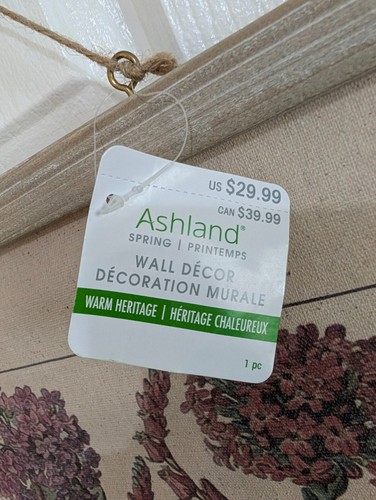 US $29.99
CAN $39.99
Ashland®
SPRING | PRINTEMPS
WALL DÉCOR
DÉCORATION MURALE
WARM HERITAGE | HÉRITAGE CHALEUREUX
1 pc